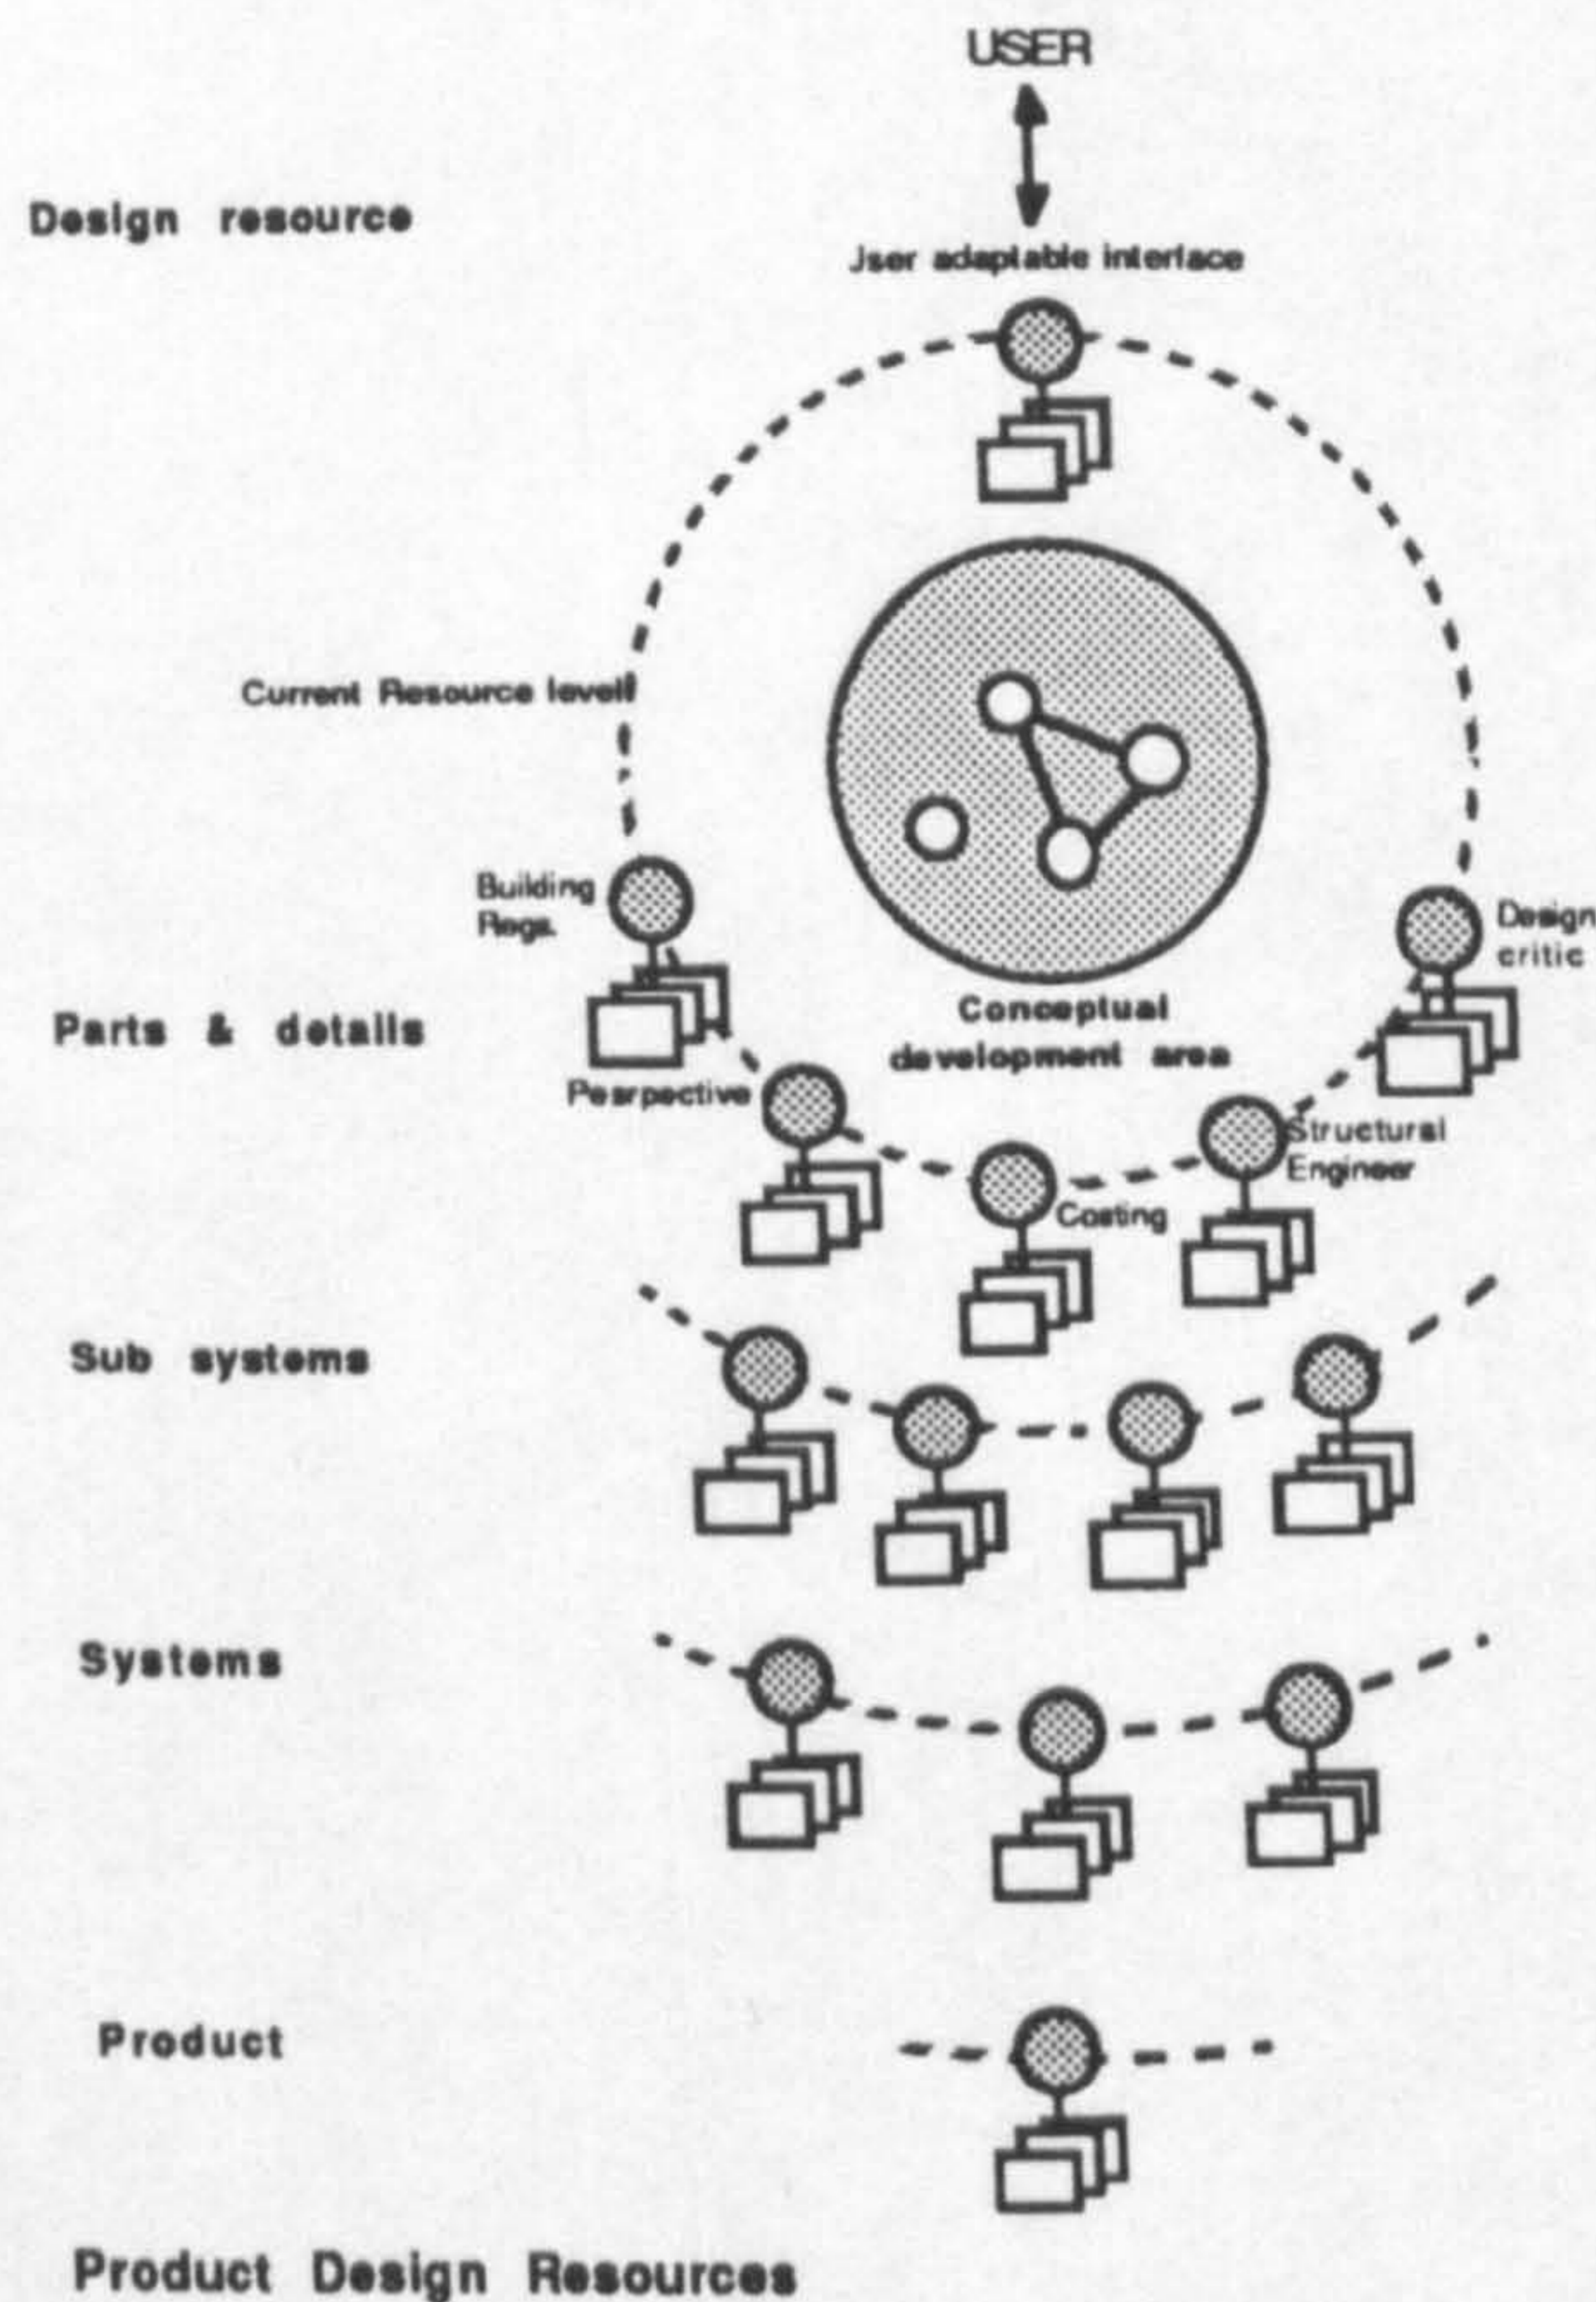 USER
Design resource
Jser adaptable interface
Current Resource level
Building
Regs.
Design
critic
Parts & details
Conceptual
development area
Pearpective
Structural
Engineer
Costing
Sub systems
Systems
Product
Product Design Resources